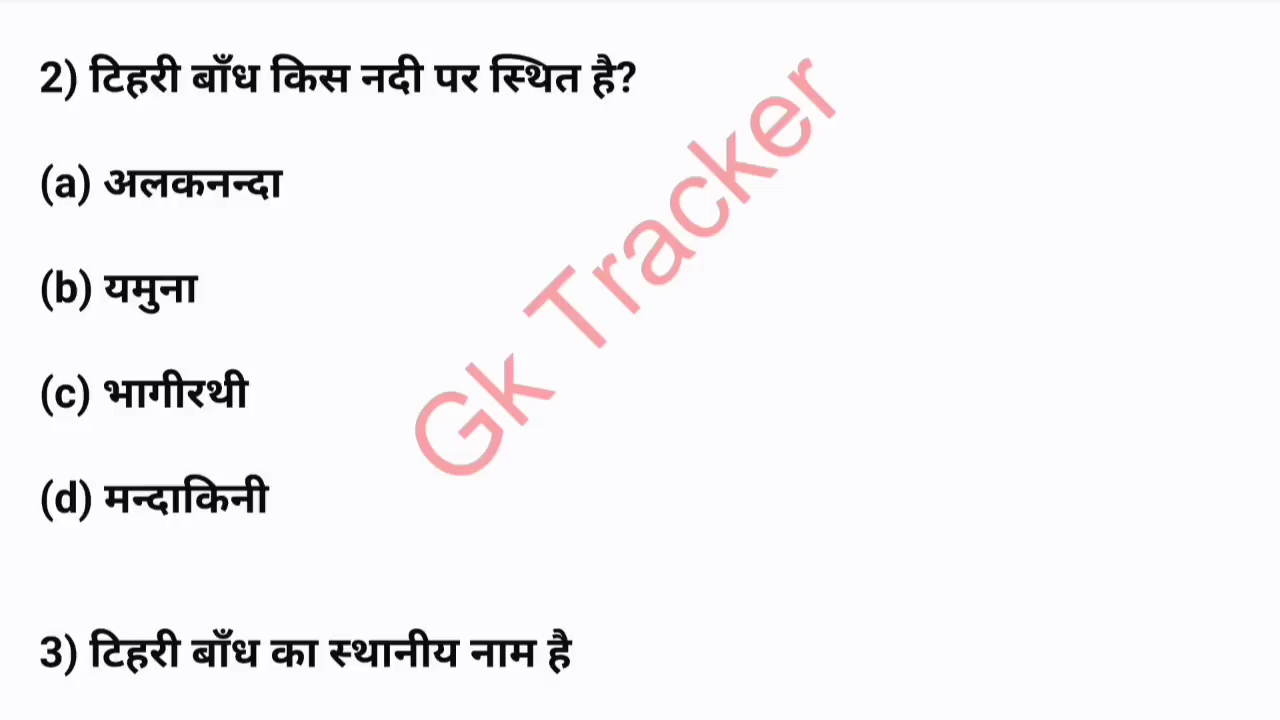 2) टिहरी बाँध किस नदी पर स्थित है?
(a) अलकनन्दा
(b) यमुना
(c) भागीरथी
(d) मन्दाकिनी
3) टिहरी बाँध का स्थानीय नाम है
Gk Tracker